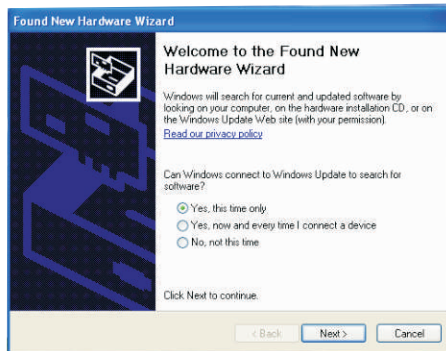 Found New Hardware Wizard
Welcome to the Found New
Hardware Wizard
Windows will search for current and updated software by
looking on your computer, on the hardware installation CD, or on
the Windows Update Web site (with your permission).
Read our privacy policy
Can Windows connect to Windows Update to search for
software?
Yes, this time only
Yes, now and every time I connect a device
No, not this time
Click Next to continue.
< Back
Next >
Cancel